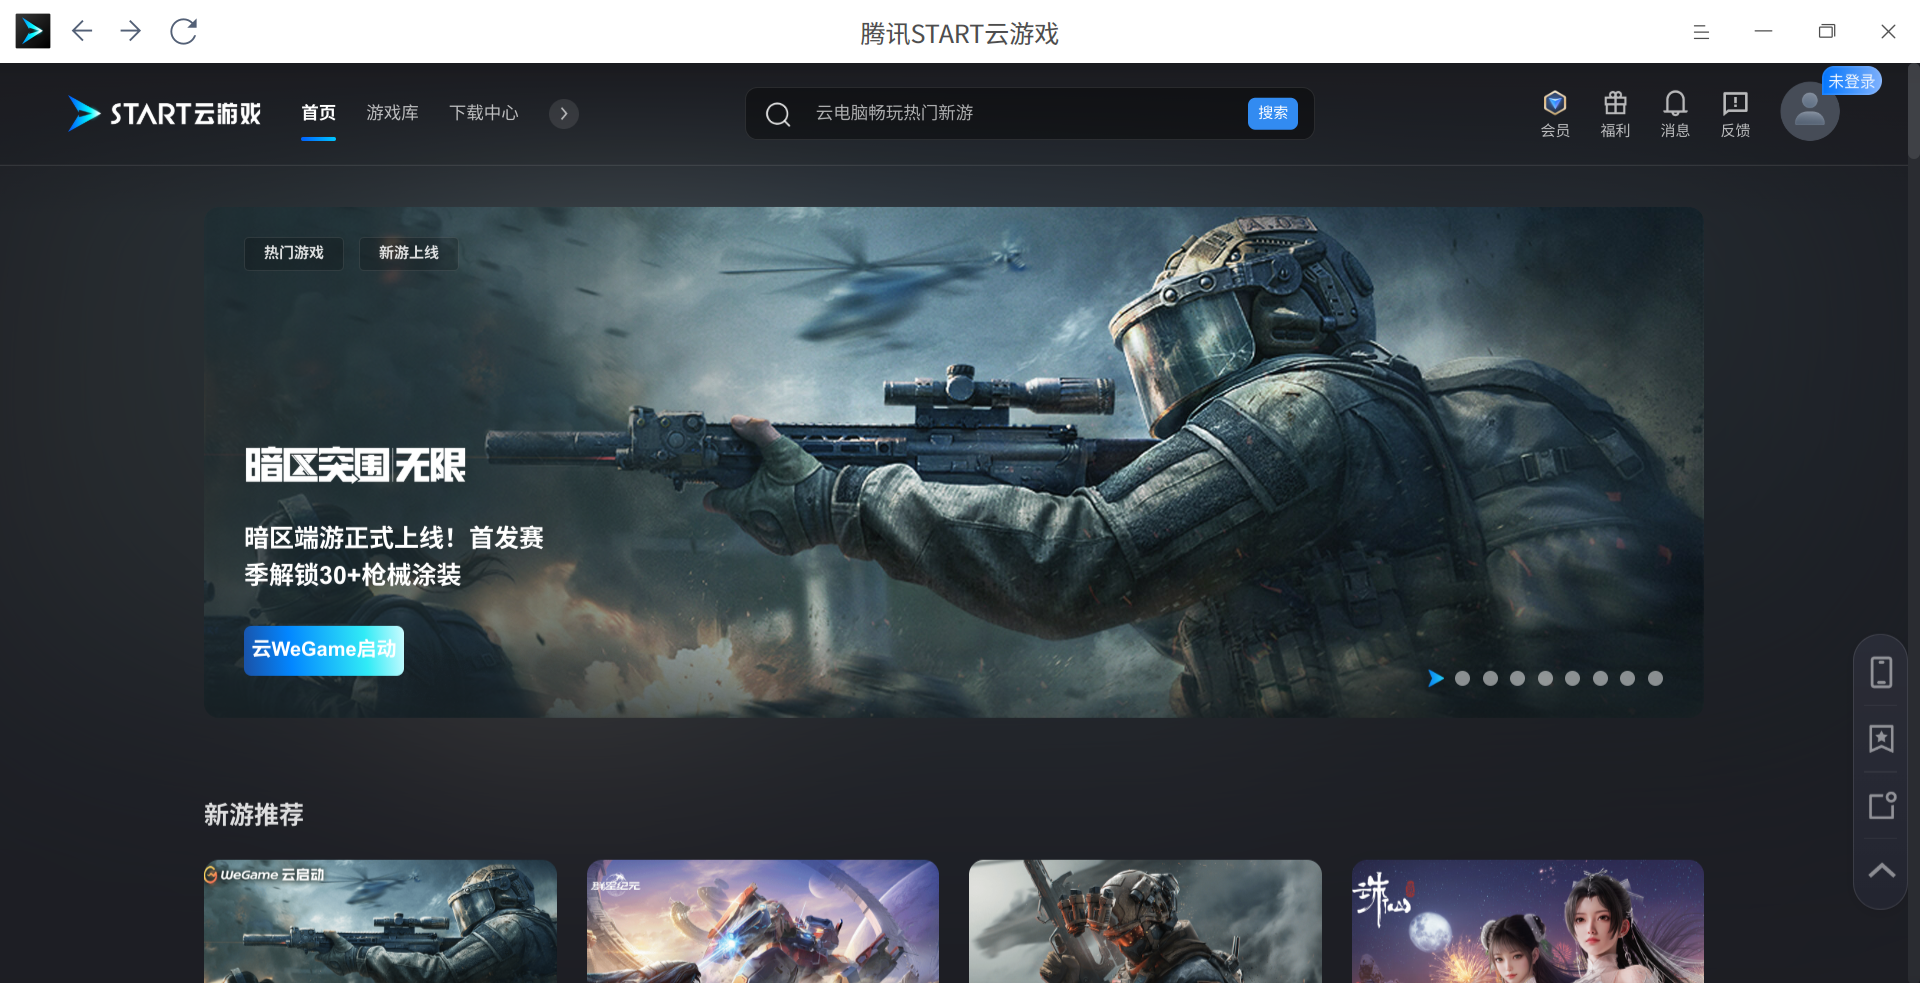 腾讯START云游戏
START云游戏
首页
游戏库
下载中心
云电脑畅玩热门新游
搜索
会员
福利
消息
反馈
未登录
热门游戏
新游上线
暗区突围 无限
暗区端游正式上线！首发赛
季解锁30+枪械涂装
云WeGame启动
新游推荐
WeGame 云启动
群星纪元
诛仙